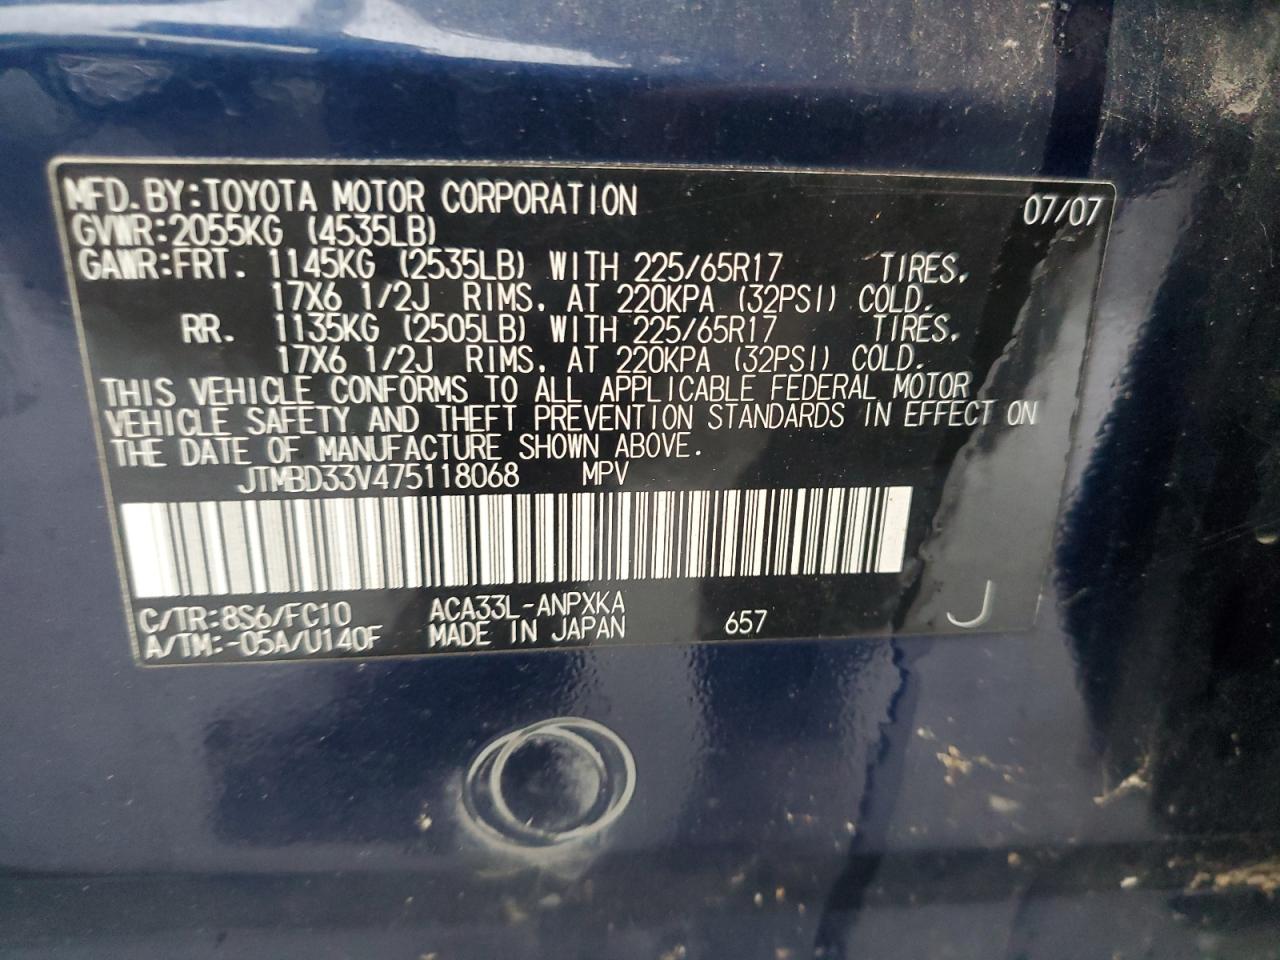 MFD.BY:TOYOTA MOTOR CORPORATION 07/07
GVWR:2055KG (4535LB)
GAWR:FRT. 1145KG (2535LB) WITH 225/65R17 TIRES,
17X6 1/2J RIMS, AT 220KPA (32PSI) COLD.
RR. 1135KG (2505LB) WITH 225/65R17 TIRES,
17X6 1/2J RIMS, AT 220KPA (32PSI) COLD.
THIS VEHICLE CONFORMS TO ALL APPLICABLE FEDERAL MOTOR
VEHICLE SAFETY AND THEFT PREVENTION STANDARDS IN EFFECT ON
THE DATE OF MANUFACTURE SHOWN ABOVE.
JTMBD33V475118068 MPV
C/TR:8S6/FC10 ACA33L-ANPXKA
A/TM:-05A/U140F MADE IN JAPAN 657 J